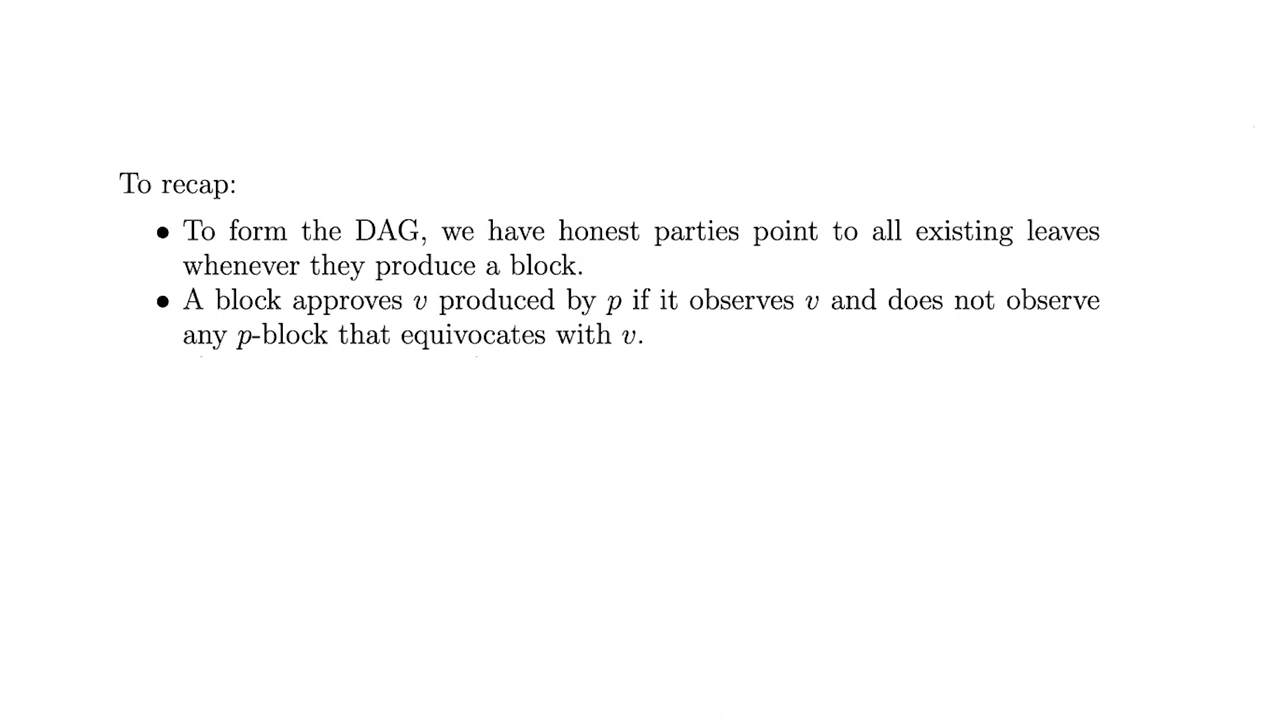 To recap:
• To form the DAG, we have honest parties point to all existing leaves
whenever they produce a block.
• A block approves v produced by p if it observes v and does not observe
any p-block that equivocates with v.